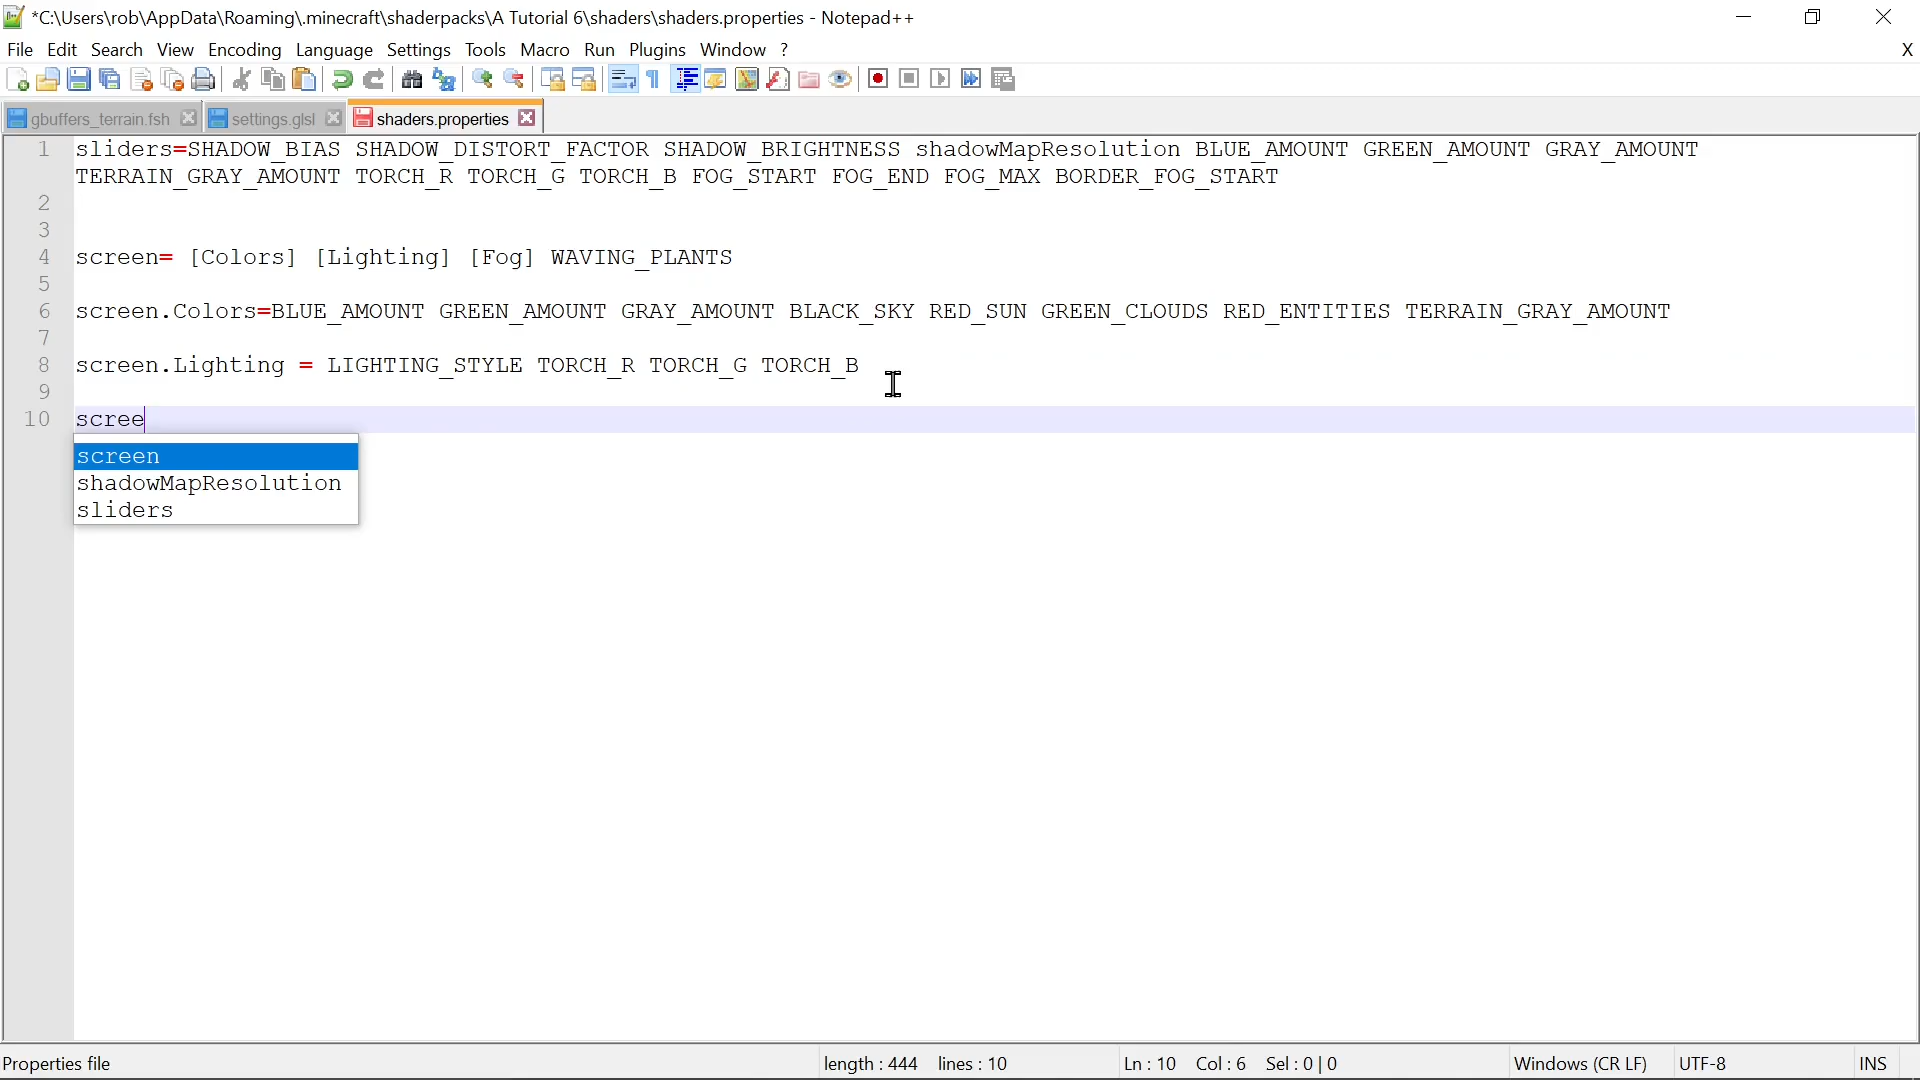 *C:\Users\rob\AppData\Roaming\.minecraft\shaderpacks\A Tutorial 6\shaders\shaders.properties - Notepad++
File Edit Search View Encoding Language Settings Tools Macro Run Plugins Window ? X
gbuffers_terrain.fsh settings.glsl shaders.properties
1 sliders=SHADOW_BIAS SHADOW_DISTORT_FACTOR SHADOW_BRIGHTNESS shadowMapResolution BLUE_AMOUNT GREEN_AMOUNT GRAY_AMOUNT
TERRAIN_GRAY_AMOUNT TORCH_R TORCH_G TORCH_B FOG_START FOG_END FOG_MAX BORDER_FOG_START
2
3
4 screen= [Colors] [Lighting] [Fog] WAVING_PLANTS
5
6 screen.Colors=BLUE_AMOUNT GREEN_AMOUNT GRAY_AMOUNT BLACK_SKY RED_SUN GREEN_CLOUDS RED_ENTITIES TERRAIN_GRAY_AMOUNT
7
8 screen.Lighting = LIGHTING_STYLE TORCH_R TORCH_G TORCH_B
9
10 scree
screen
shadowMapResolution
sliders
Properties file length : 444 lines : 10 Ln : 10 Col : 6 Sel : 0 | 0 Windows (CR LF) UTF-8 INS